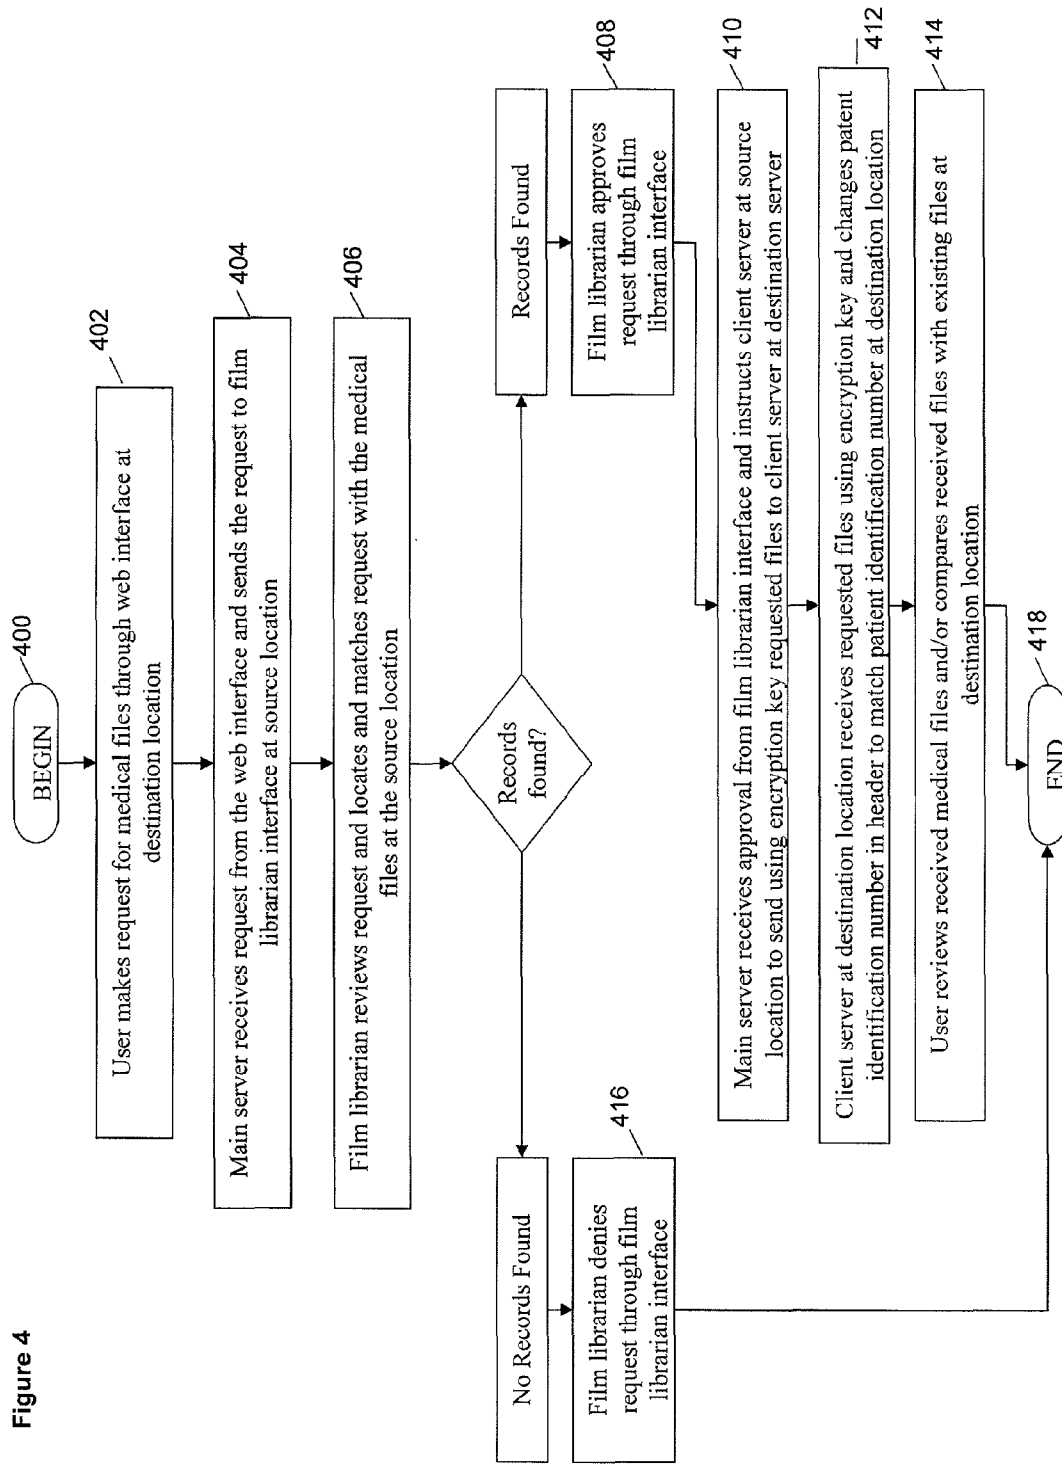 Figure 4
BEGIN
400
User makes request for medical files through web interface at
destination location
402
Main server receives request from the web interface and sends the request to film
librarian interface at source location
404
Film librarian reviews request and locates and matches request with the medical
files at the source location
406
Records
found?
No Records Found
Records Found
Film librarian denies
request through film
librarian interface
416
Film librarian approves
request through film
librarian interface
408
Main server receives approval from film librarian interface and instructs client server at source
location to send using encryption key requested files to client server at destination server
410
Client server at destination location receives requested files using encryption key and changes patent
identification number in header to match patient identification number at destination location
412
User reviews received medical files and/or compares received files with existing files at
destination location
414
END
418